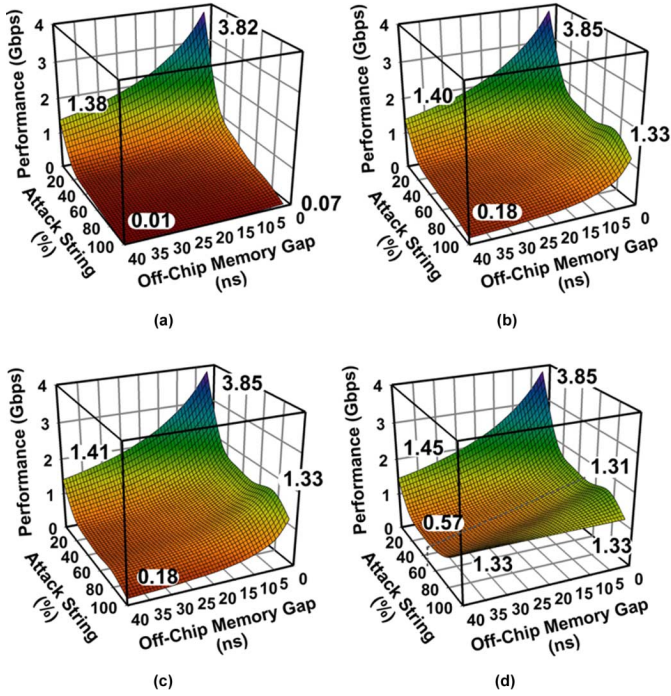 Performance (Gbps)
4
3
2
1
0
3.82
1.38
0.07
0.01
20
40
60
80
100
Attack String
(%)
40 35 30 25 20 15 10 5 0
Off-Chip Memory Gap
(ns)
(a)
Performance (Gbps)
4
3
2
1
0
3.85
1.40
1.33
0.18
20
40
60
80
100
Attack String
(%)
40 35 30 25 20 15 10 5 0
Off-Chip Memory Gap
(ns)
(b)
Performance (Gbps)
4
3
2
1
0
3.85
1.41
1.33
0.18
20
40
60
80
100
Attack String
(%)
40 35 30 25 20 15 10 5 0
Off-Chip Memory Gap
(ns)
(c)
Performance (Gbps)
4
3
2
1
0
3.85
1.45
1.31
0.57
1.33
1.33
20
40
60
80
100
Attack String
(%)
40 35 30 25 20 15 10 5 0
Off-Chip Memory Gap
(ns)
(d)